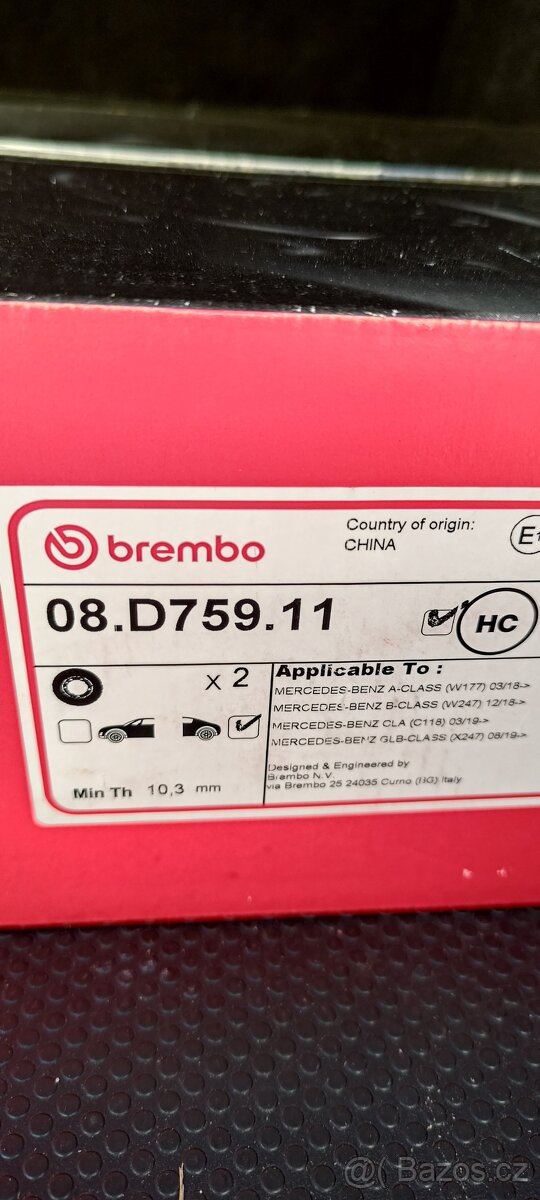 brembo
Country of origin:
CHINA
E1
08.D759.11
HC
x 2
Min Th 10,3 mm
Applicable To :
MERCEDES-BENZ A-CLASS (W177) 03/18->
MERCEDES-BENZ B-CLASS (W247) 12/18->
MERCEDES-BENZ CLA (C118) 03/19->
MERCEDES-BENZ GLB-CLASS (X247) 08/19->
Designed & Engineered by
Brembo N.V.
via Brembo 25 24035 Curno (BG) Italy
@ Bazos.cz